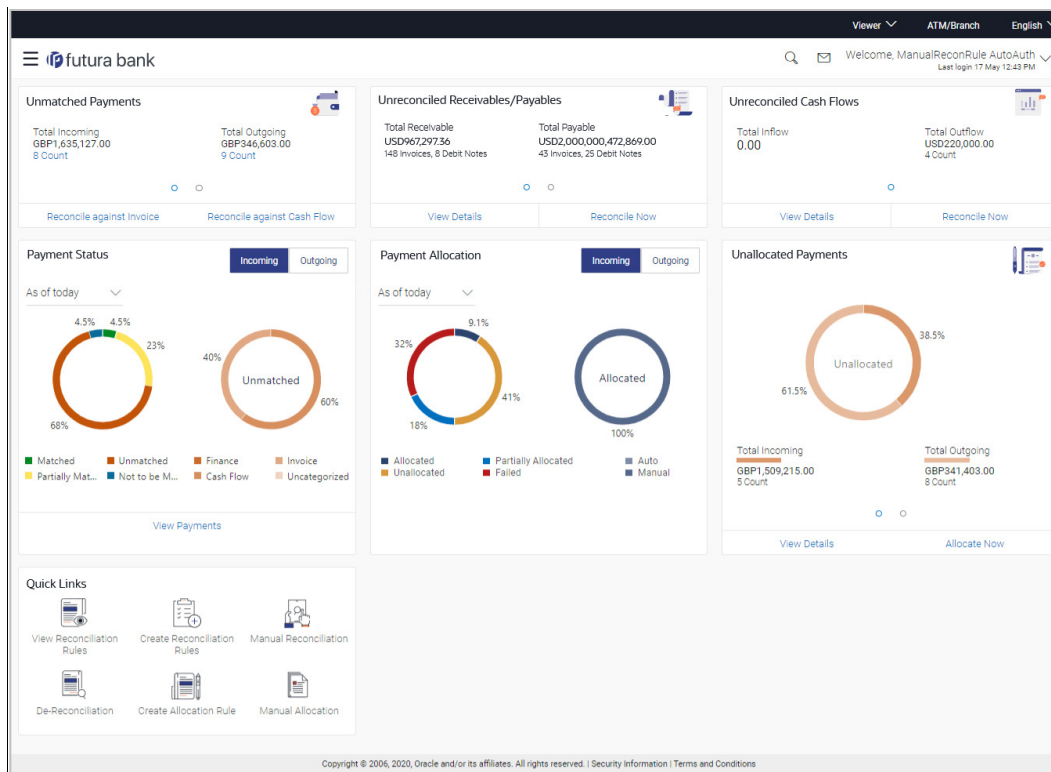 Viewer ATM/Branch English
futura bank
Welcome, ManualReconRule AutoAuth
Last login 17 May 12:43 PM
Unmatched Payments
Total Incoming Total Outgoing
GBP1,635,127.00 GBP346,603.00
8 Count 9 Count
Reconcile against Invoice Reconcile against Cash Flow
Unreconciled Receivables/Payables
Total Receivable Total Payable
USD967,297.36 USD2,000,000,472,869.00
148 Invoices, 8 Debit Notes 43 Invoices, 25 Debit Notes
View Details Reconcile Now
Unreconciled Cash Flows
Total Inflow Total Outflow
0.00 USD220,000.00
4 Count
View Details Reconcile Now
Payment Status
Incoming Outgoing
As of today
4.5% 4.5%
23%
68%
40%
Unmatched
60%
Matched Unmatched Finance Invoice
Partially Mat... Not to be M... Cash Flow Uncategorized
View Payments
Payment Allocation
Incoming Outgoing
As of today
9.1%
32%
41%
18%
Allocated
100%
Allocated Partially Allocated Auto
Unallocated Failed Manual
Unallocated Payments
38.5%
Unallocated
61.5%
Total Incoming Total Outgoing
GBP1,509,215.00 GBP341,403.00
5 Count 8 Count
View Details Allocate Now
Quick Links
View Reconciliation Create Reconciliation Manual Reconciliation
Rules Rules
De-Reconciliation Create Allocation Rule Manual Allocation
Copyright © 2006, 2020, Oracle and/or its affiliates. All rights reserved. | Security Information | Terms and Conditions